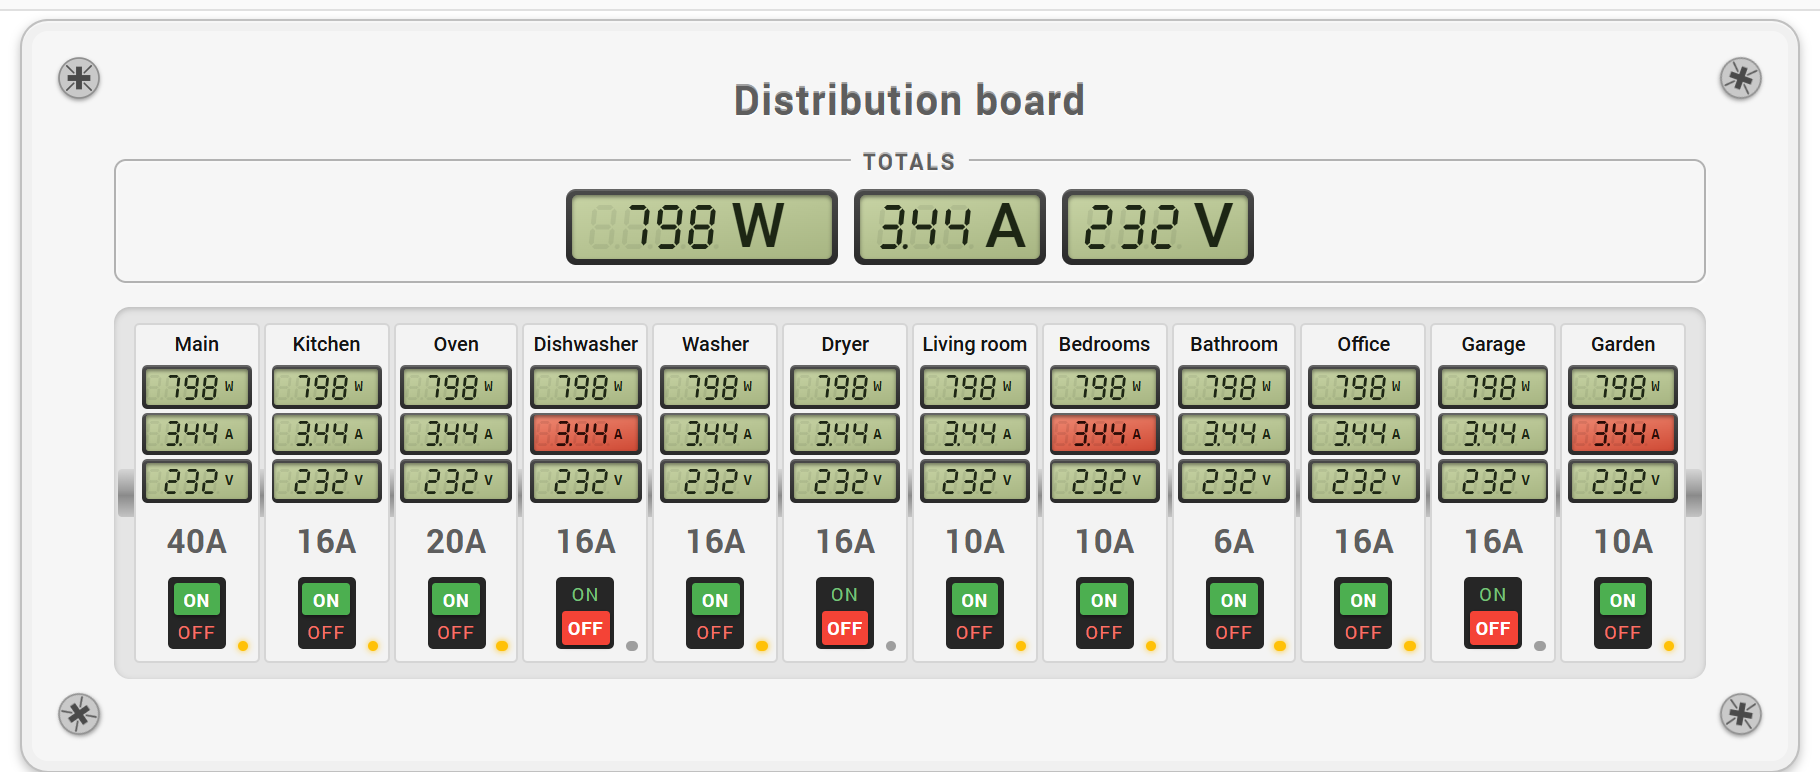 Distribution board
TOTALS
798 W 3.44 A 232 V
Main Kitchen Oven Dishwasher Washer Dryer Living room Bedrooms Bathroom Office Garage Garden
798 W 798 W 798 W 798 W 798 W 798 W 798 W 798 W 798 W 798 W 798 W 798 W
3.44 A 3.44 A 3.44 A 3.44 A 3.44 A 3.44 A 3.44 A 3.44 A 3.44 A 3.44 A 3.44 A 3.44 A
232 V 232 V 232 V 232 V 232 V 232 V 232 V 232 V 232 V 232 V 232 V 232 V
40A 16A 20A 16A 16A 16A 10A 10A 6A 16A 16A 10A
ON ON ON ON ON ON ON ON ON ON ON ON
OFF OFF OFF OFF OFF OFF OFF OFF OFF OFF OFF OFF